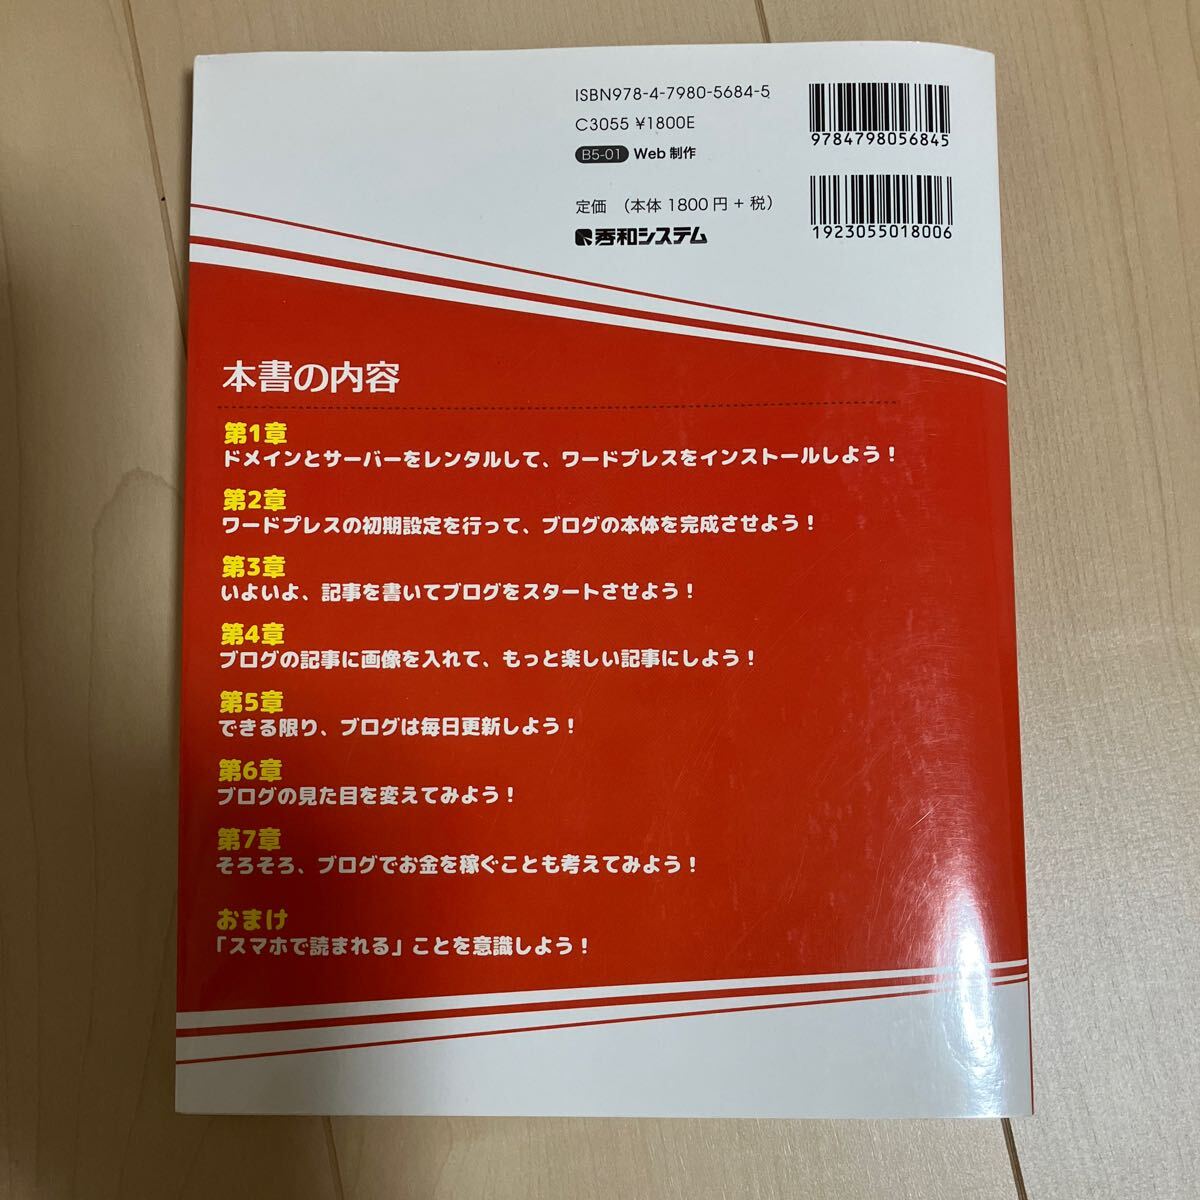 ISBN978-4-7980-5684-5
C3055 ¥1800E
B5-01 Web制作
定価 (本体 1800円+税)
秀和システム
9784798056845
1923055018006
本書の内容
第1章
ドメインとサーバーをレンタルして、ワードプレスをインストールしよう！
第2章
ワードプレスの初期設定を行って、ブログの本体を完成させよう！
第3章
いよいよ、記事を書いてブログをスタートさせよう！
第4章
ブログの記事に画像を入れて、もっと楽しい記事にしよう！
第5章
できる限り、ブログは毎日更新しよう！
第6章
ブログの見た目を変えてみよう！
第7章
そろそろ、ブログでお金を稼ぐことも考えてみよう！
おまけ
「スマホで読まれる」ことを意識しよう！